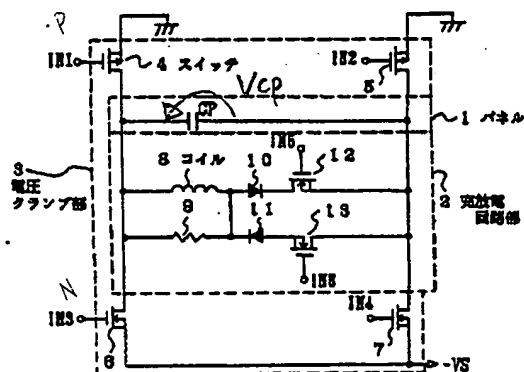 P
IN1
4 スイッチ
IN2
5
VCP
CP
1 パネル
IN5
12
3
電圧
クランプ部
8 コイル
10
9
11
13
2 充放電
回路部
IN6
N
IN3
6
IN4
7
-VS